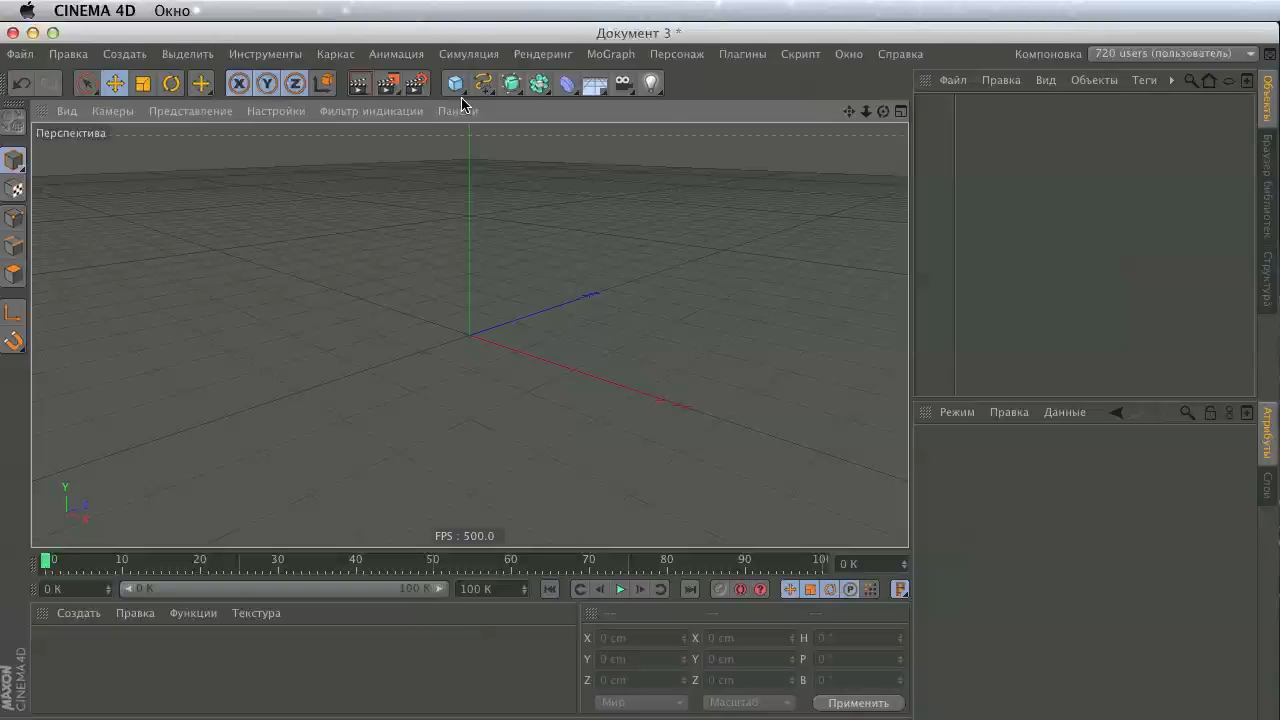 CINEMA 4D Окно
Документ 3 *
Файл Правка Создать Выделить Инструменты Каркас Анимация Симуляция Рендеринг MoGraph Персонаж Плагины Скрипт Окно Справка Компоновка 720 users (пользователь)
X Y Z
Файл Правка Вид Объекты Теги
Вид Камеры Представление Настройки Фильтр индикации Панели
Перспектива
Объекты
Браузер библиотек
Структура
Режим Правка Данные
Атрибуты
Слои
Y
Z
X
FPS : 500.0
0 10 20 30 40 50 60 70 80 90 10
0 K
0 K 0 K 100 K 100 K
P
Создать Правка Функции Текстура
X 0 cm X 0 cm H 0 °
Y 0 cm Y 0 cm P 0 °
Z 0 cm Z 0 cm B 0 °
Мир Масштаб Применить
MAXON
CINEMA 4D